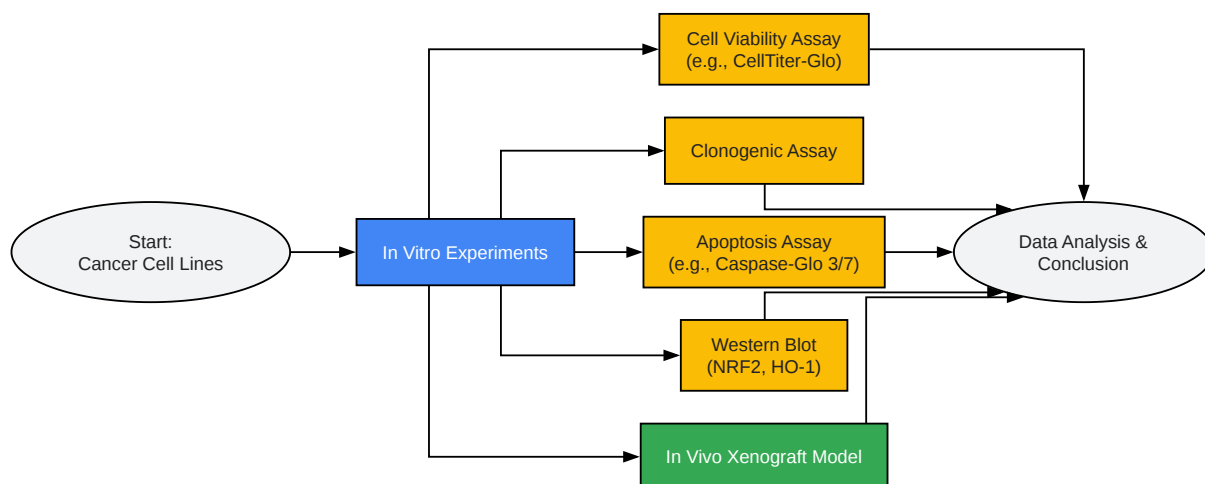 Cell Viability Assay
(e.g., CellTiter-Glo)
Clonogenic Assay
Start:
Cancer Cell Lines
In Vitro Experiments
Apoptosis Assay
(e.g., Caspase-Glo 3/7)
Data Analysis &
Conclusion
Western Blot
(NRF2, HO-1)
In Vivo Xenograft Model